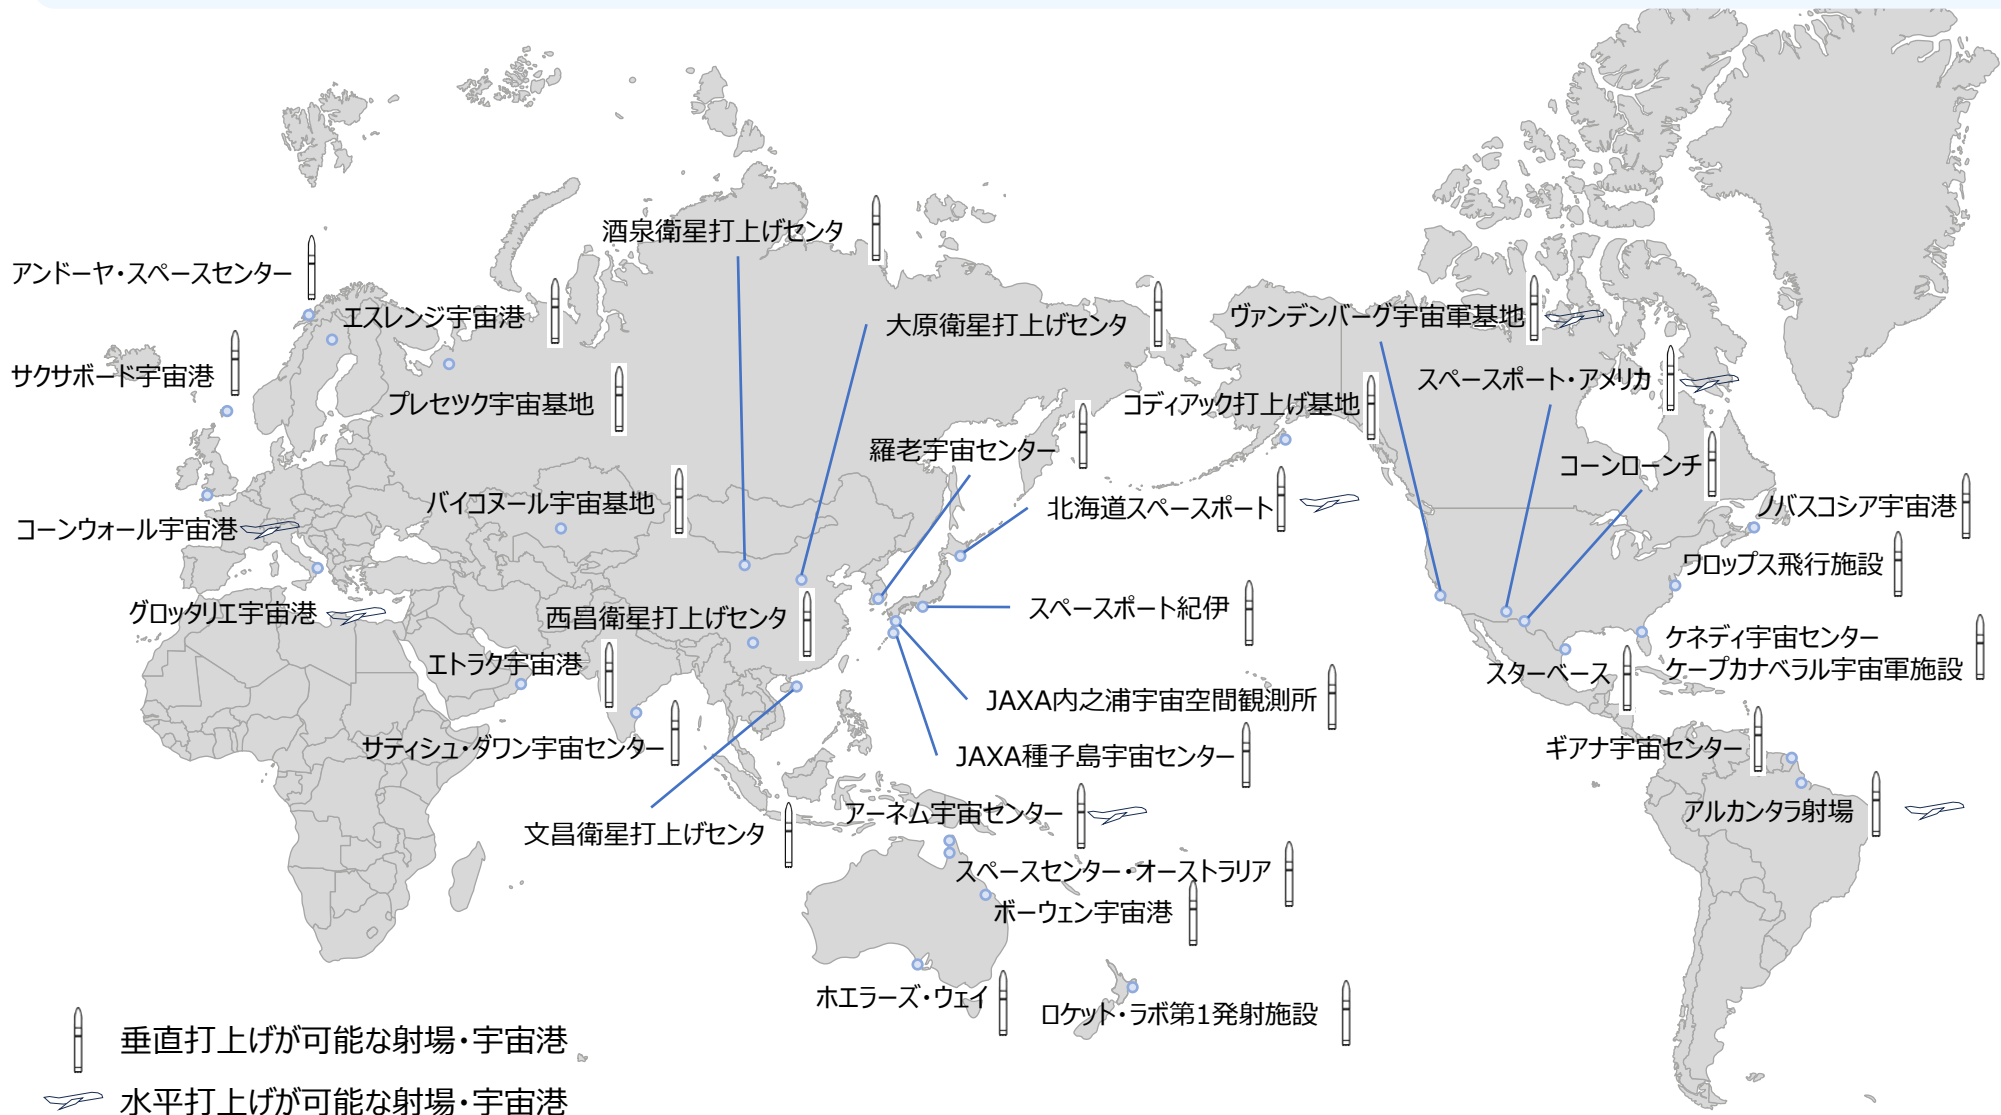 酒泉衛星打上げセンタ
アンドーヤ・スペースセンター
エスレンジ宇宙港
大原衛星打上げセンタ
ヴァンデンバーグ宇宙軍基地
サクサボード宇宙港
プレセツク宇宙基地
スペースポート・アメリカ
コディアック打上げ基地
羅老宇宙センター
コーンローンチ
バイコヌール宇宙基地
北海道スペースポート
ノバスコシア宇宙港
コーンウォール宇宙港
ワロップス飛行施設
グロッタリエ宇宙港
西昌衛星打上げセンタ
スペースポート紀伊
ケネディ宇宙センター
ケープカナベラル宇宙軍施設
エトラク宇宙港
スターベース
JAXA内之浦宇宙空間観測所
サティシュ・ダワン宇宙センター
JAXA種子島宇宙センター
ギアナ宇宙センター
アーネム宇宙センター
アルカンタラ射場
文昌衛星打上げセンタ
スペースセンター・オーストラリア
ボーウェン宇宙港
ホエラーズ・ウェイ
ロケット・ラボ第1発射施設
垂直打上げが可能な射場・宇宙港
水平打上げが可能な射場・宇宙港